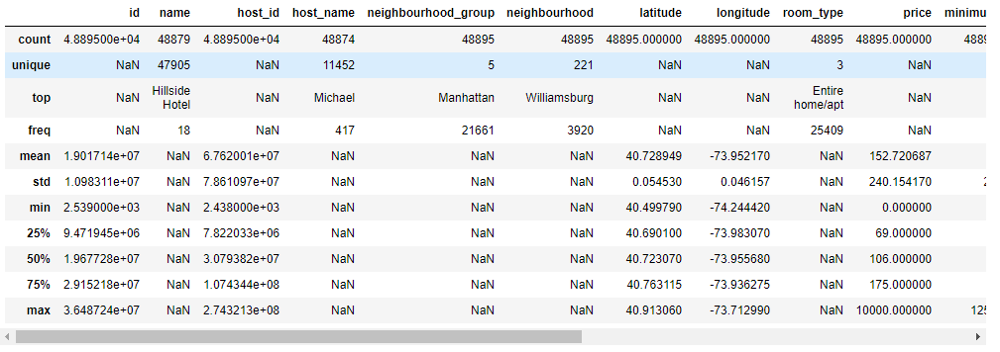 id name host_id host_name neighbourhood_group neighbourhood latitude longitude room_type price minimu
count 4.889500e+04 48879 4.889500e+04 48874 48895 48895 48895.000000 48895.000000 48895 48895.000000 4889
unique NaN 47905 NaN 11452 5 221 NaN NaN 3 NaN
top NaN Hillside Hotel NaN Michael Manhattan Williamsburg NaN NaN Entire home/apt NaN
freq NaN 18 NaN 417 21661 3920 NaN NaN 25409 NaN
mean 1.901714e+07 NaN 6.762001e+07 NaN NaN NaN 40.728949 -73.952170 NaN 152.720687
std 1.098311e+07 NaN 7.861097e+07 NaN NaN NaN 0.054530 0.046157 NaN 240.154170 2
min 2.539000e+03 NaN 2.438000e+03 NaN NaN NaN 40.499790 -74.244420 NaN 0.000000
25% 9.471945e+06 NaN 7.822033e+06 NaN NaN NaN 40.690100 -73.983070 NaN 69.000000
50% 1.967728e+07 NaN 3.079382e+07 NaN NaN NaN 40.723070 -73.955680 NaN 106.000000
75% 2.915218e+07 NaN 1.074344e+08 NaN NaN NaN 40.763115 -73.936275 NaN 175.000000
max 3.648724e+07 NaN 2.743213e+08 NaN NaN NaN 40.913060 -73.712990 NaN 10000.000000 125